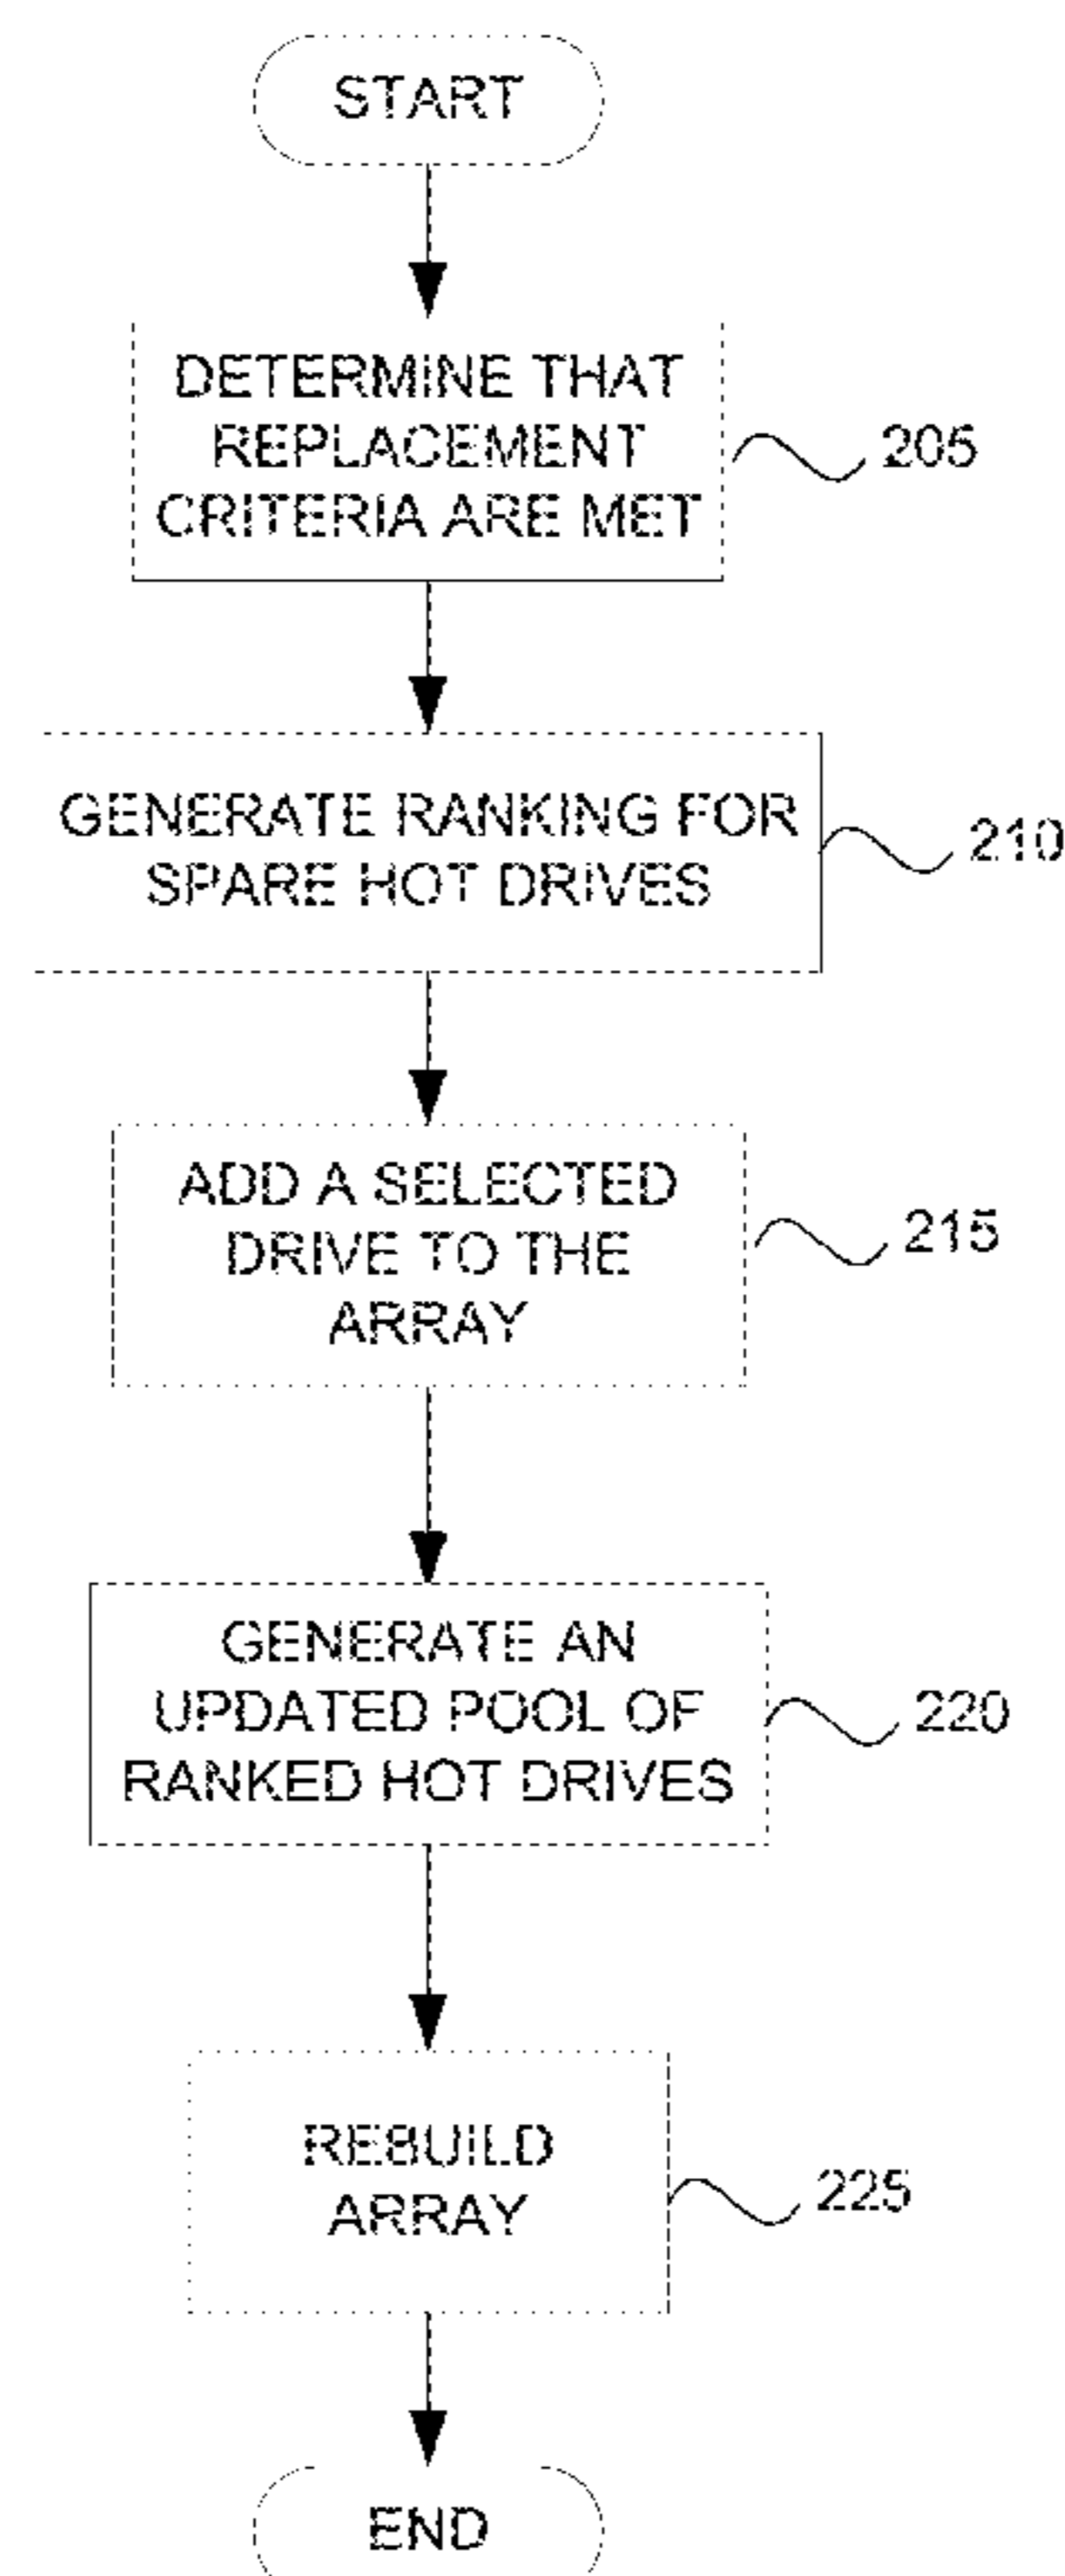 START
DETERMINE THAT
REPLACEMENT
CRITERIA ARE MET
205
GENERATE RANKING FOR
SPARE HOT DRIVES
210
ADD A SELECTED
DRIVE TO THE
ARRAY
215
GENERATE AN
UPDATED POOL OF
RANKED HOT DRIVES
220
REBUILD
ARRAY
225
END